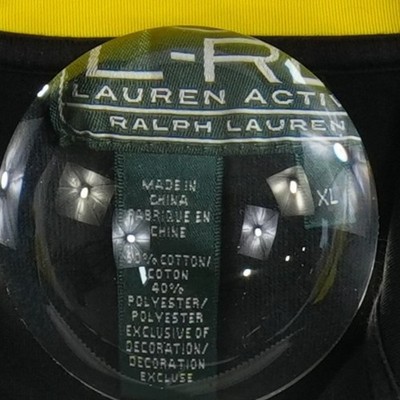 L-RL
LAUREN ACTI
RALPH LAUREN
XL
MADE IN
CHINA
FABRIQUE EN
CHINE
COTTON/
COTON
40%
POLYESTER/
POLYESTER
EXCLUSIVE OF
DECORATION/
DECORATION
EXCLUSE